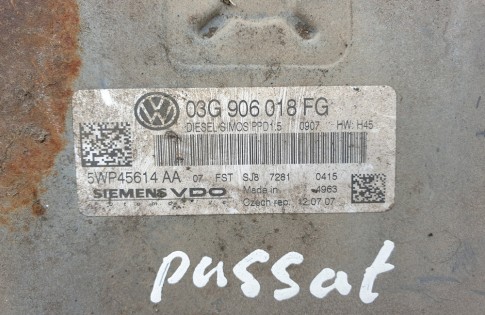 03G 906 018 FG
DIESEL SIMOS PPD1.5 0907 HW: H45
5WP45614 AA 07 FST SJ8 7281 0415
SIEMENS VDO Made in 4963
Czech rep: 12.07.07
passat